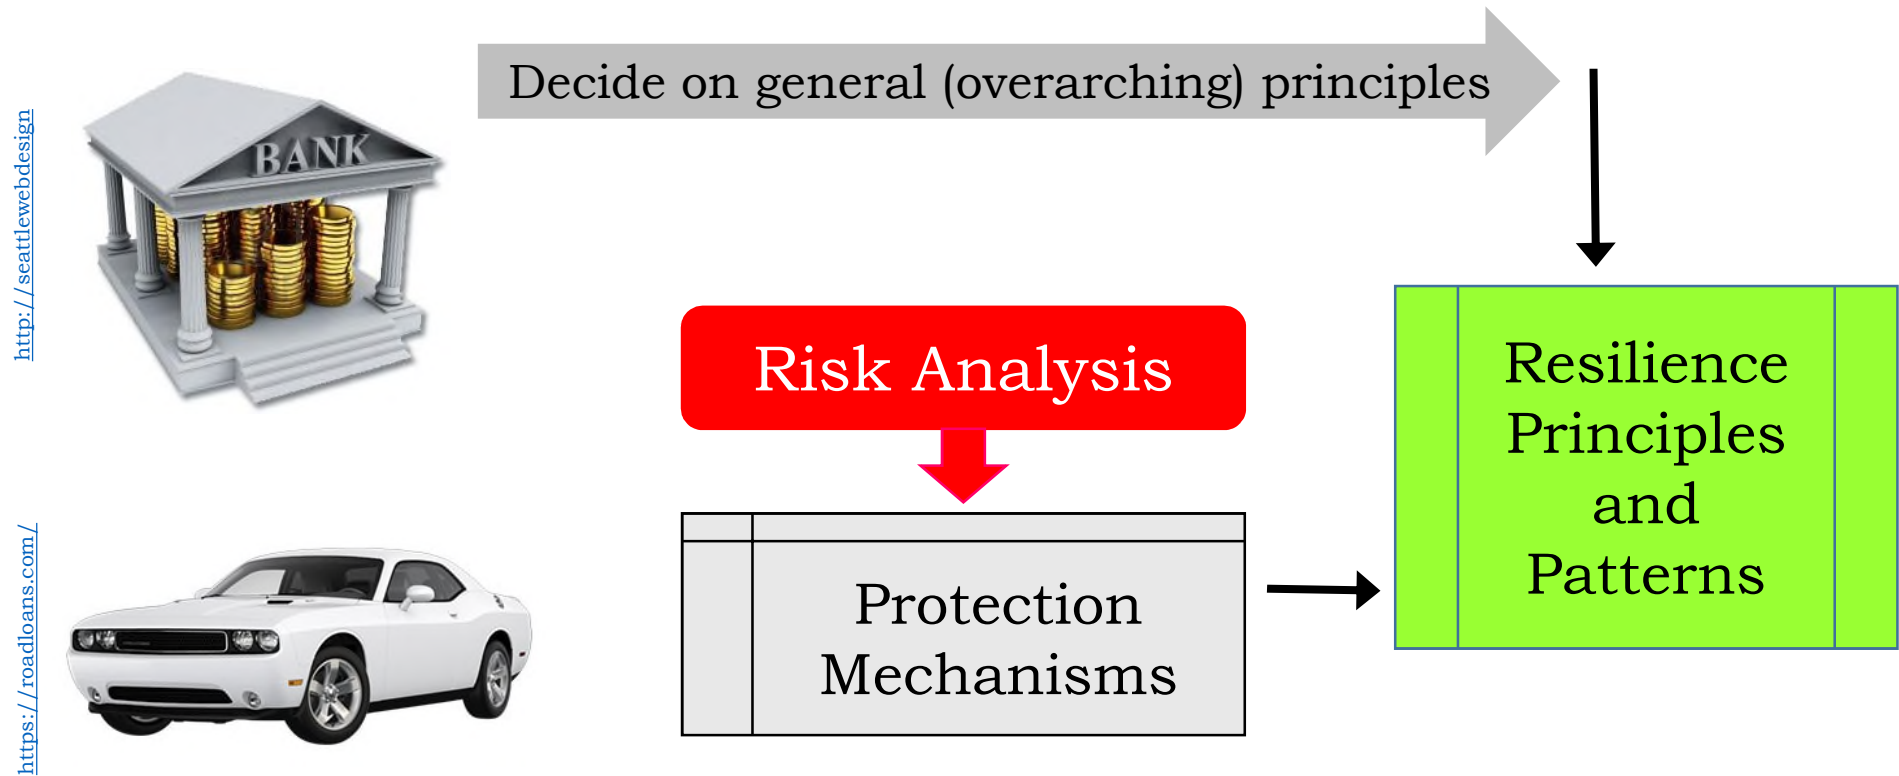 Decide on general (overarching) principles
http://seattlewebdesign
BANK
Risk Analysis
Resilience
Principles
and
Patterns
Protection
Mechanisms
https://roadloans.com/